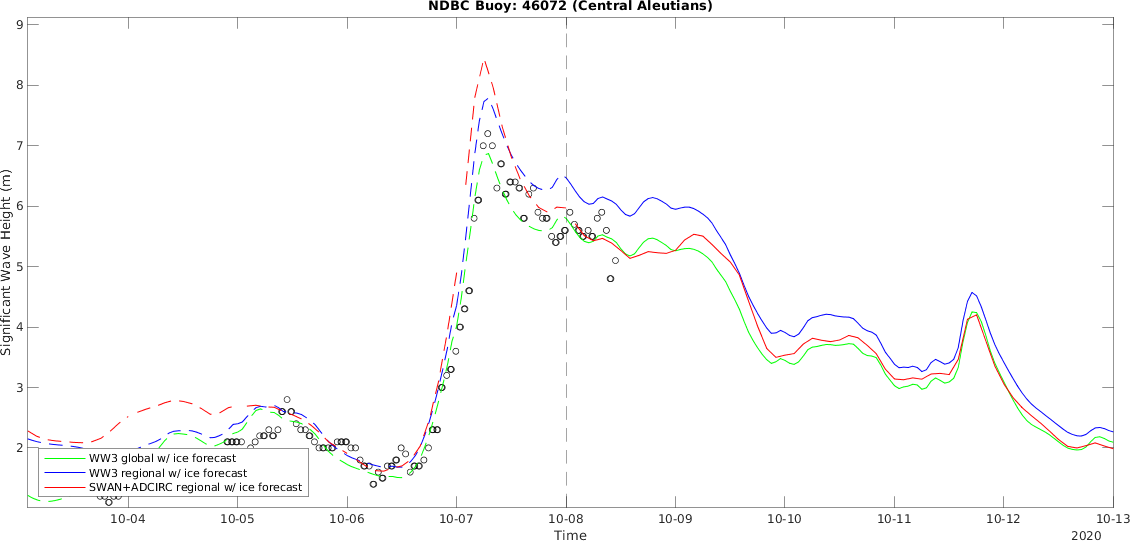 NDBC Buoy: 46072 (Central Aleutians)
9
8
7
6
5
4
3
2
Significant Wave Height (m)
WW3 global w/ ice forecast
WW3 regional w/ ice forecast
SWAN+ADCIRC regional w/ ice forecast
10-04 10-05 10-06 10-07 10-08 10-09 10-10 10-11 10-12 10-13
Time
2020